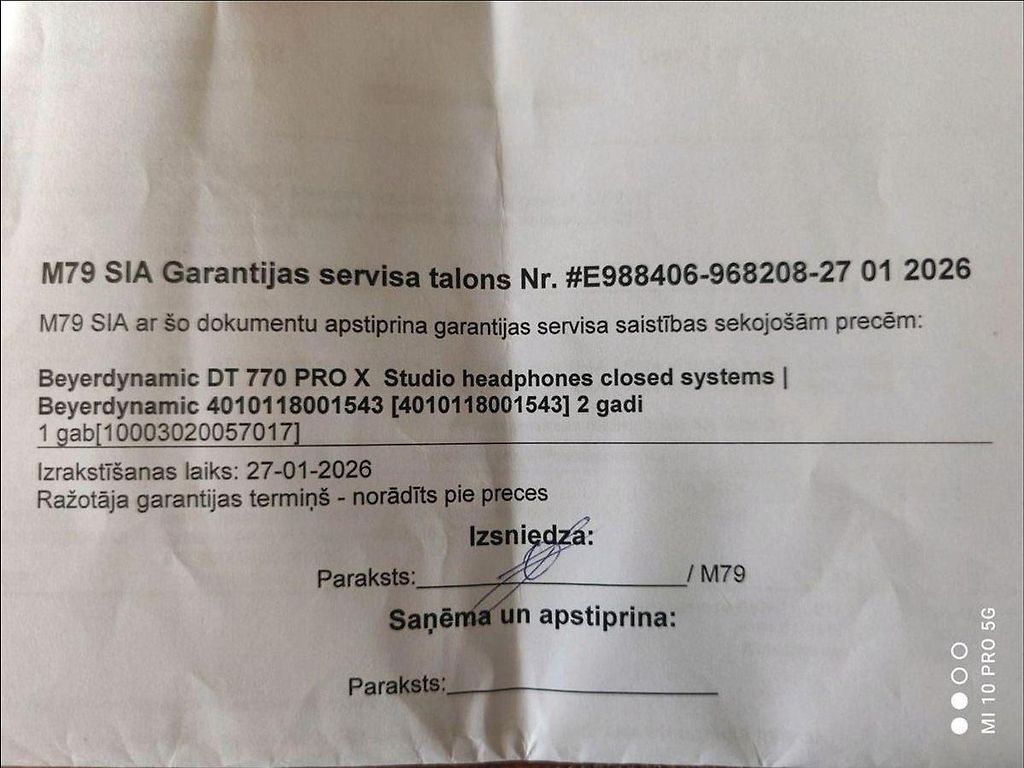 M79 SIA Garantijas servisa talons Nr. #E988406-968208-27 01 2026
M79 SIA ar šo dokumentu apstiprina garantijas servisa saistības sekojošām precēm:
Beyerdynamic DT 770 PRO X Studio headphones closed systems |
Beyerdynamic 4010118001543 [4010118001543] 2 gadi
1 gab[10003020057017]
Izrakstīšanas laiks: 27-01-2026
Ražotāja garantijas termiņš - norādīts pie preces
Izsniedza:
Paraksts:____________________/ M79
Saņēma un apstiprina:
Paraksts:____________________
MI 10 PRO 5G